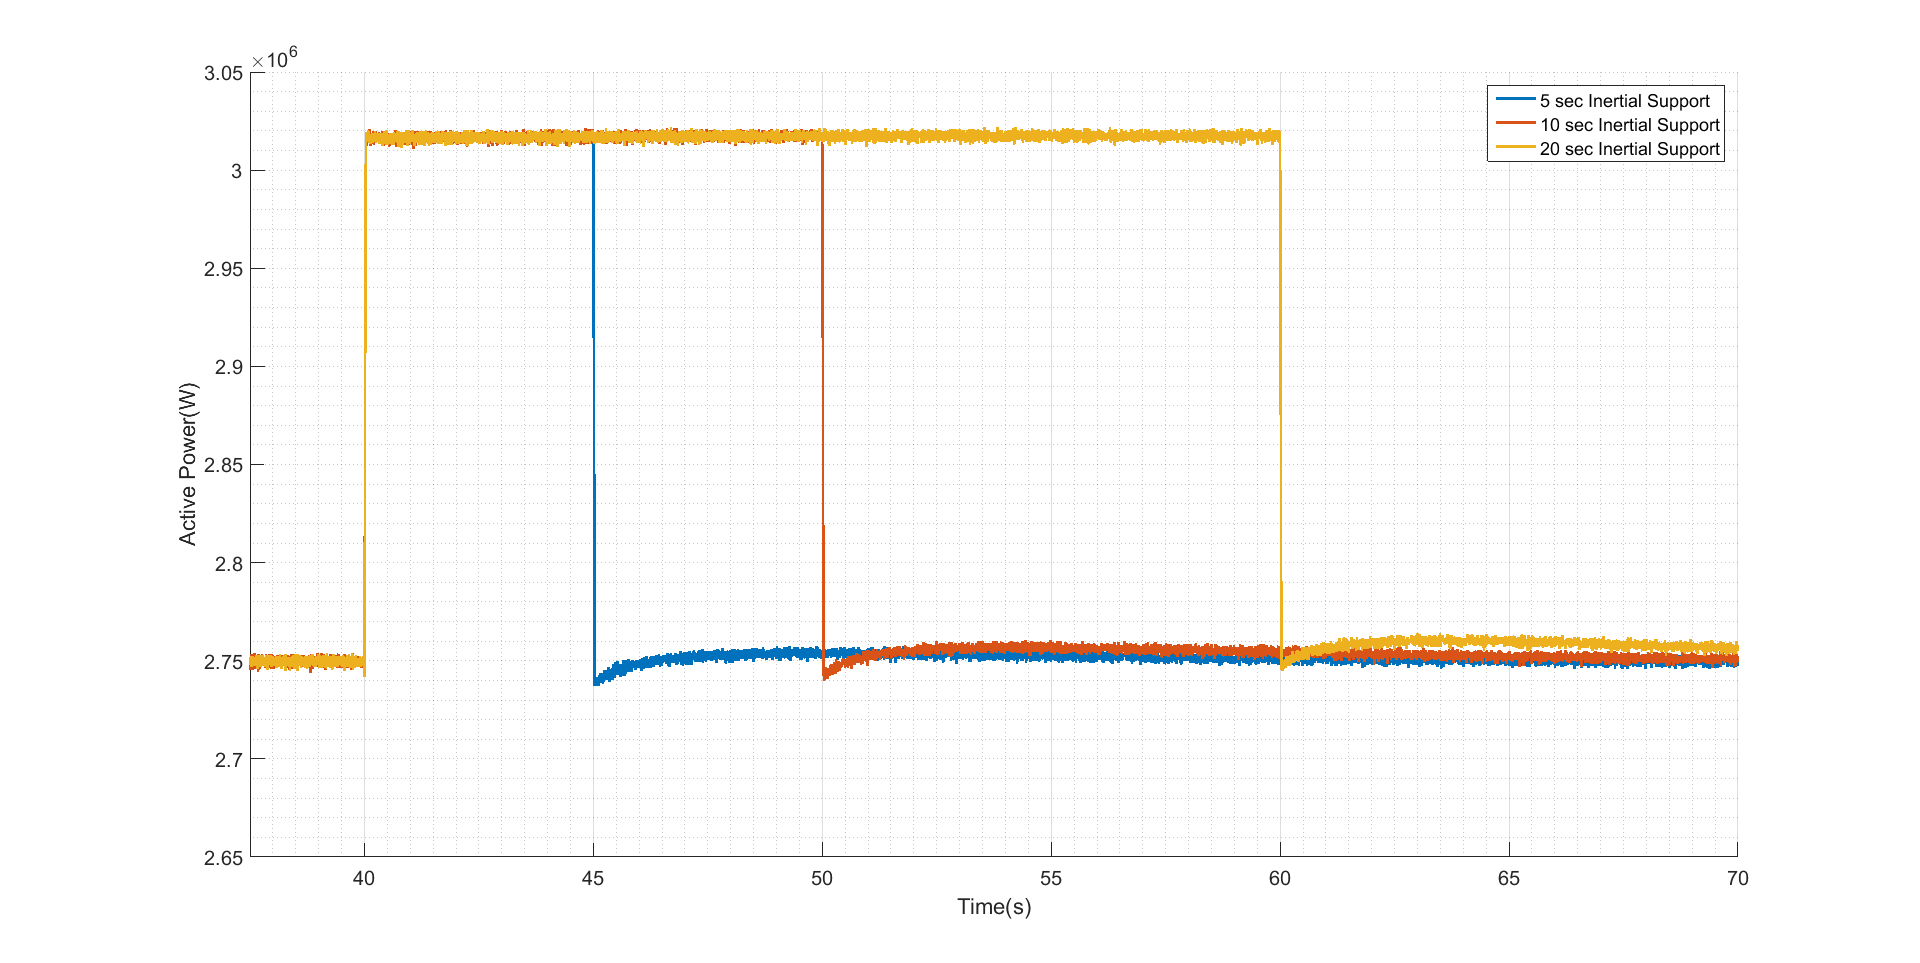 ×10⁶
3.05
3
2.95
2.9
2.85
2.8
2.75
2.7
2.65
Active Power(W)
40 45 50 55 60 65 70
Time(s)
5 sec Inertial Support
10 sec Inertial Support
20 sec Inertial Support